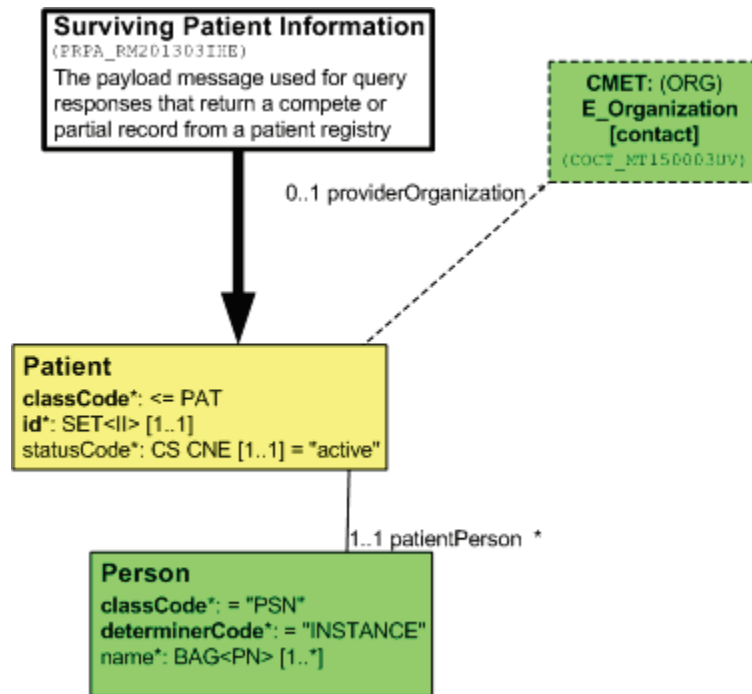 Surviving Patient Information
(PRPA_RM201303IHE)
The payload message used for query
responses that return a compete or
partial record from a patient registry
CMET: (ORG)
E_Organization
[contact]
(COCT_MT150003UV)
0..1 providerOrganization *
Patient
classCode*: <= PAT
id*: SET<II> [1..1]
statusCode*: CS CNE [1..1] = "active"
1..1 patientPerson *
Person
classCode*: = "PSN"
determinerCode*: = "INSTANCE"
name*: BAG<PN> [1..*]